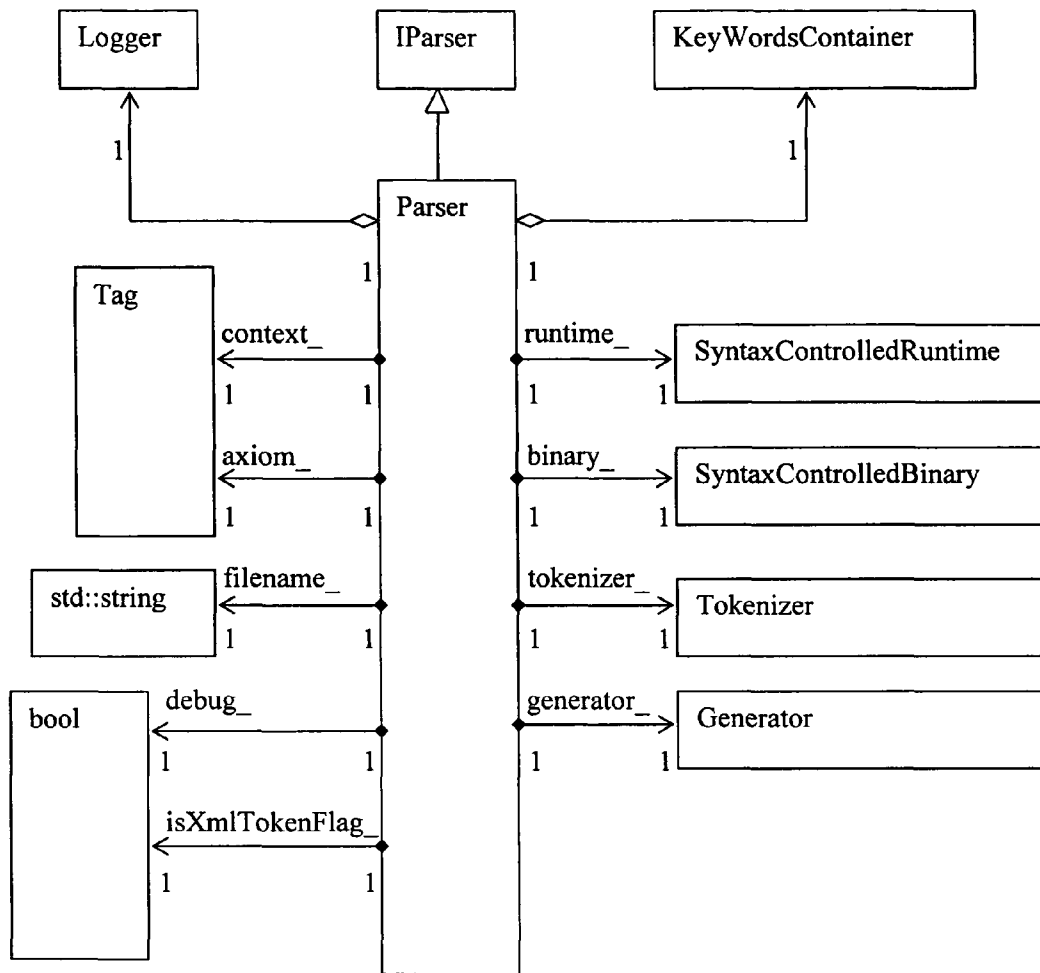 Logger
IParser
KeyWordsContainer
1
1
Parser
1
1
Tag
context_
runtime_
SyntaxControlledRuntime
1
1
1
1
axiom_
binary_
SyntaxControlledBinary
1
1
1
1
std::string
filename_
tokenizer_
Tokenizer
1
1
1
1
bool
debug_
generator_
Generator
1
1
1
1
isXmlTokenFlag_
1
1